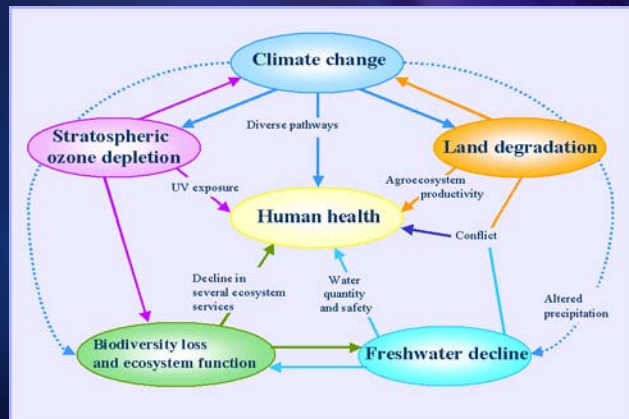 Climate change
Diverse pathways
Stratospheric
ozone depletion
Land degradation
UV exposure
Agroecosystem
productivity
Human health
Conflict
Decline in
several ecosystem
services
Water
quantity
and safety
Altered
precipitation
Biodiversity loss
and ecosystem function
Freshwater decline